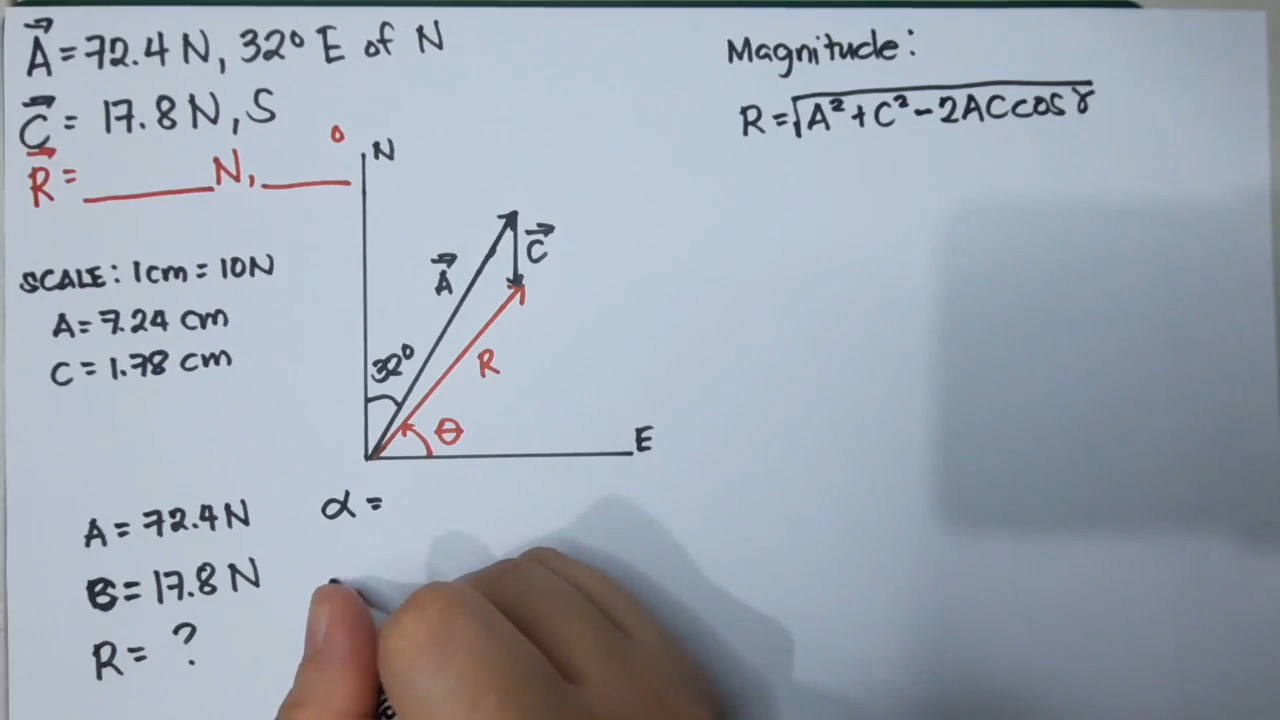 A = 72.4 N, 32° E of N
C = 17.8 N, S
R = ______ N, ____°
SCALE: 1cm = 10N
A = 7.24 cm
C = 1.78 cm
N
A
C
32°
R
θ
E
A = 72.4 N
C = 17.8 N
R = ?
α =
Magnitude:
R = √A² + C² - 2AC cos γ